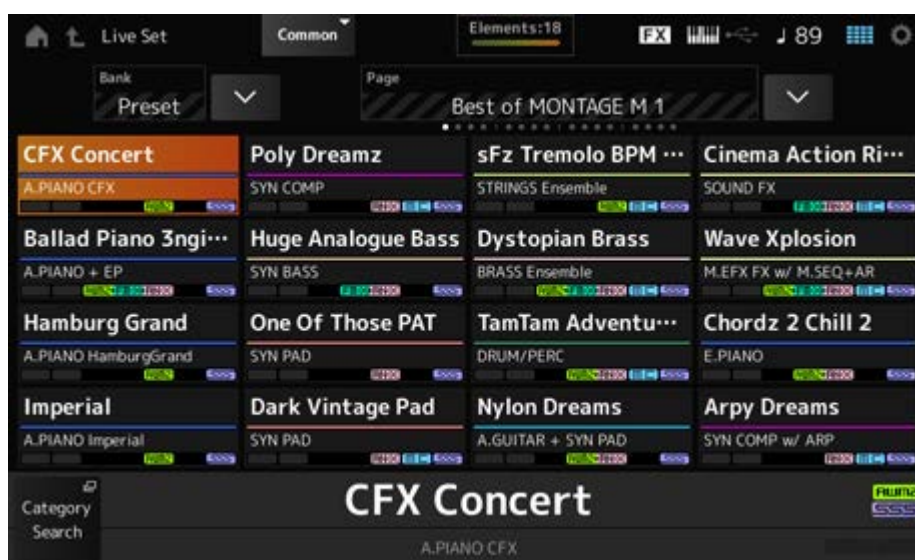 Live Set
Common
Elements:18
FX
♩ 89
Bank
Preset
Page
Best of MONTAGE M 1
CFX Concert
A.PIANO CFX
Poly Dreamz
SYN COMP
sFz Tremolo BPM ···
STRINGS Ensemble
Cinema Action Ri···
SOUND FX
Ballad Piano 3ngi···
A.PIANO + EP
Huge Analogue Bass
SYN BASS
Dystopian Brass
BRASS Ensemble
Wave Xplosion
M.EFX FX w/ M.SEQ+AR
Hamburg Grand
A.PIANO HamburgGrand
One Of Those PAT
SYN PAD
TamTam Adventu···
DRUM/PERC
Chordz 2 Chill 2
E.PIANO
Imperial
A.PIANO Imperial
Dark Vintage Pad
SYN PAD
Nylon Dreams
A.GUITAR + SYN PAD
Arpy Dreams
SYN COMP w/ ARP
Category
Search
CFX Concert
A.PIANO CFX